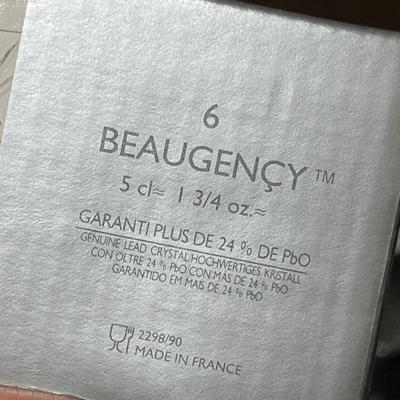 6
BEAUGENÇY™
5 cl≈ 1 3/4 oz.≈
GARANTI PLUS DE 24 % DE PbO
GENUINE LEAD CRYSTAL/HOCHWERTIGES KRISTALL
CON OLTRE 24 % PbO CON MÁS DE 24 % PbO
GARANTIDO EM MAIS DE 24 % PbO
2298/90
MADE IN FRANCE